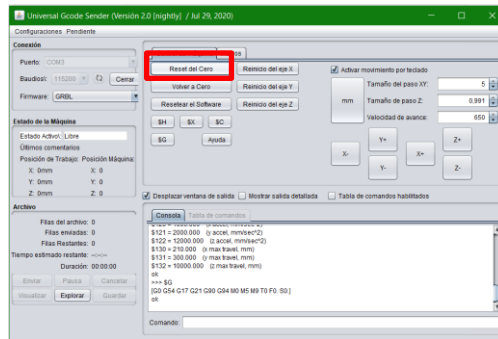 Universal Gcode Sender (Versión 2.0 [nightly] / Jul 29, 2020)
Configuraciones Pendiente
Conexión
Puerto: COM3
Baudios: 115200 Cerrar
Firmware: GRBL
Estado de la Máquina
Estado Activo\: Libre
Últimos comentarios
Posición de Trabajo: Posición Máquina:
X: 0mm X: 0
Y: 0mm Y: 0
Z: 0mm Z: 0
Archivo
Filas del archivo: 0
Filas enviadas: 0
Filas Restantes: 0
Tiempo estimado restante: --:--:--
Duración: 00:00:00
Enviar Pausa Cancelar
Visualizar Explorar Guardar
Reset del Cero Reinicio del eje X
Volver a Cero Reinicio del eje Y
Resetear el Software Reinicio del eje Z
$H $X $C
$G Ayuda
Activar movimiento por teclado
Tamaño del paso XY: 5
mm Tamaño de paso Z: 0,991
Velocidad de avance: 650
X- Y+ X+ Z+
Y- Z-
Desplazar ventana de salida Mostrar salida detallada Tabla de comandos habilitados
Consola Tabla de comandos
$121 = 2000.000 (y accel, mm/sec^2)
$122 = 12000.000 (z accel, mm/sec^2)
$130 = 210.000 (x max travel, mm)
$131 = 300.000 (y max travel, mm)
$132 = 10000.000 (z max travel, mm)
ok
>>> $G
[G0 G54 G17 G21 G90 G94 M0 M5 M9 T0 F0. S0.]
ok
Comando: